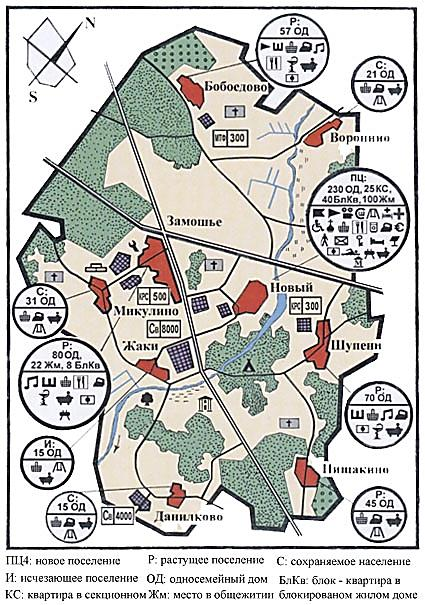 N
S
Р:
57 ОД
С:
21 ОД
Бобоедово
МТФ 300
Воронино
ПЦ:
230 ОД, 25КС,
40БлКв, 100Жм
Замошье
С:
31 ОД
КРС 500
Новый
КРС 300
Микулино
Св 8000
Шупени
Р:
80 ОД,
22 Жм, 8 БлКв
Жаки
Р:
70 ОД
И:
15 ОД
Пишакино
С:
15 ОД
Св 4000
Данилково
Р:
45 ОД
ПЦ4: новое поселение Р: растущее поселение С: сохраняемое население
И: исчезающее поселение ОД: односемейный дом БлКв: блок - квартира в
КС: квартира в секционном Жм: место в общежитии блокированом жилом доме